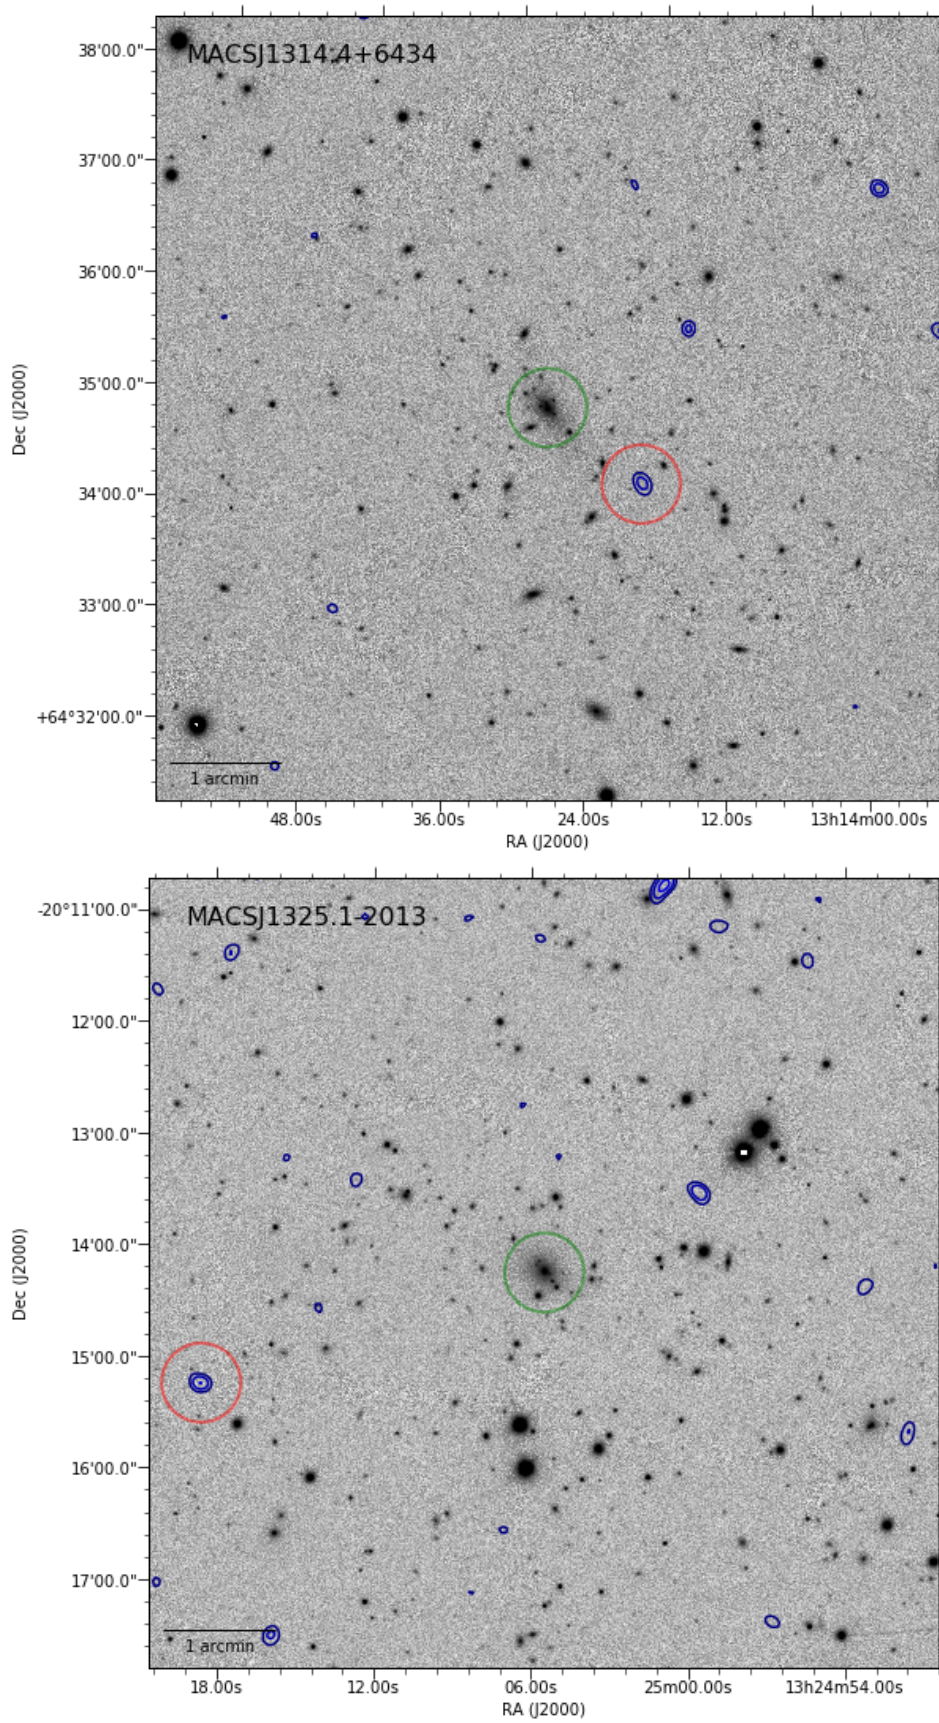 MACSJ1314.4+6434
38'00.0"
37'00.0"
36'00.0"
35'00.0"
34'00.0"
33'00.0"
+64°32'00.0"
Dec (J2000)
1 arcmin
48.00s 36.00s 24.00s 12.00s 13h14m00.00s
RA (J2000)
MACSJ1325.1-2013
-20°11'00.0"
12'00.0"
13'00.0"
14'00.0"
15'00.0"
16'00.0"
17'00.0"
Dec (J2000)
1 arcmin
18.00s 12.00s 06.00s 25m00.00s 13h24m54.00s
RA (J2000)